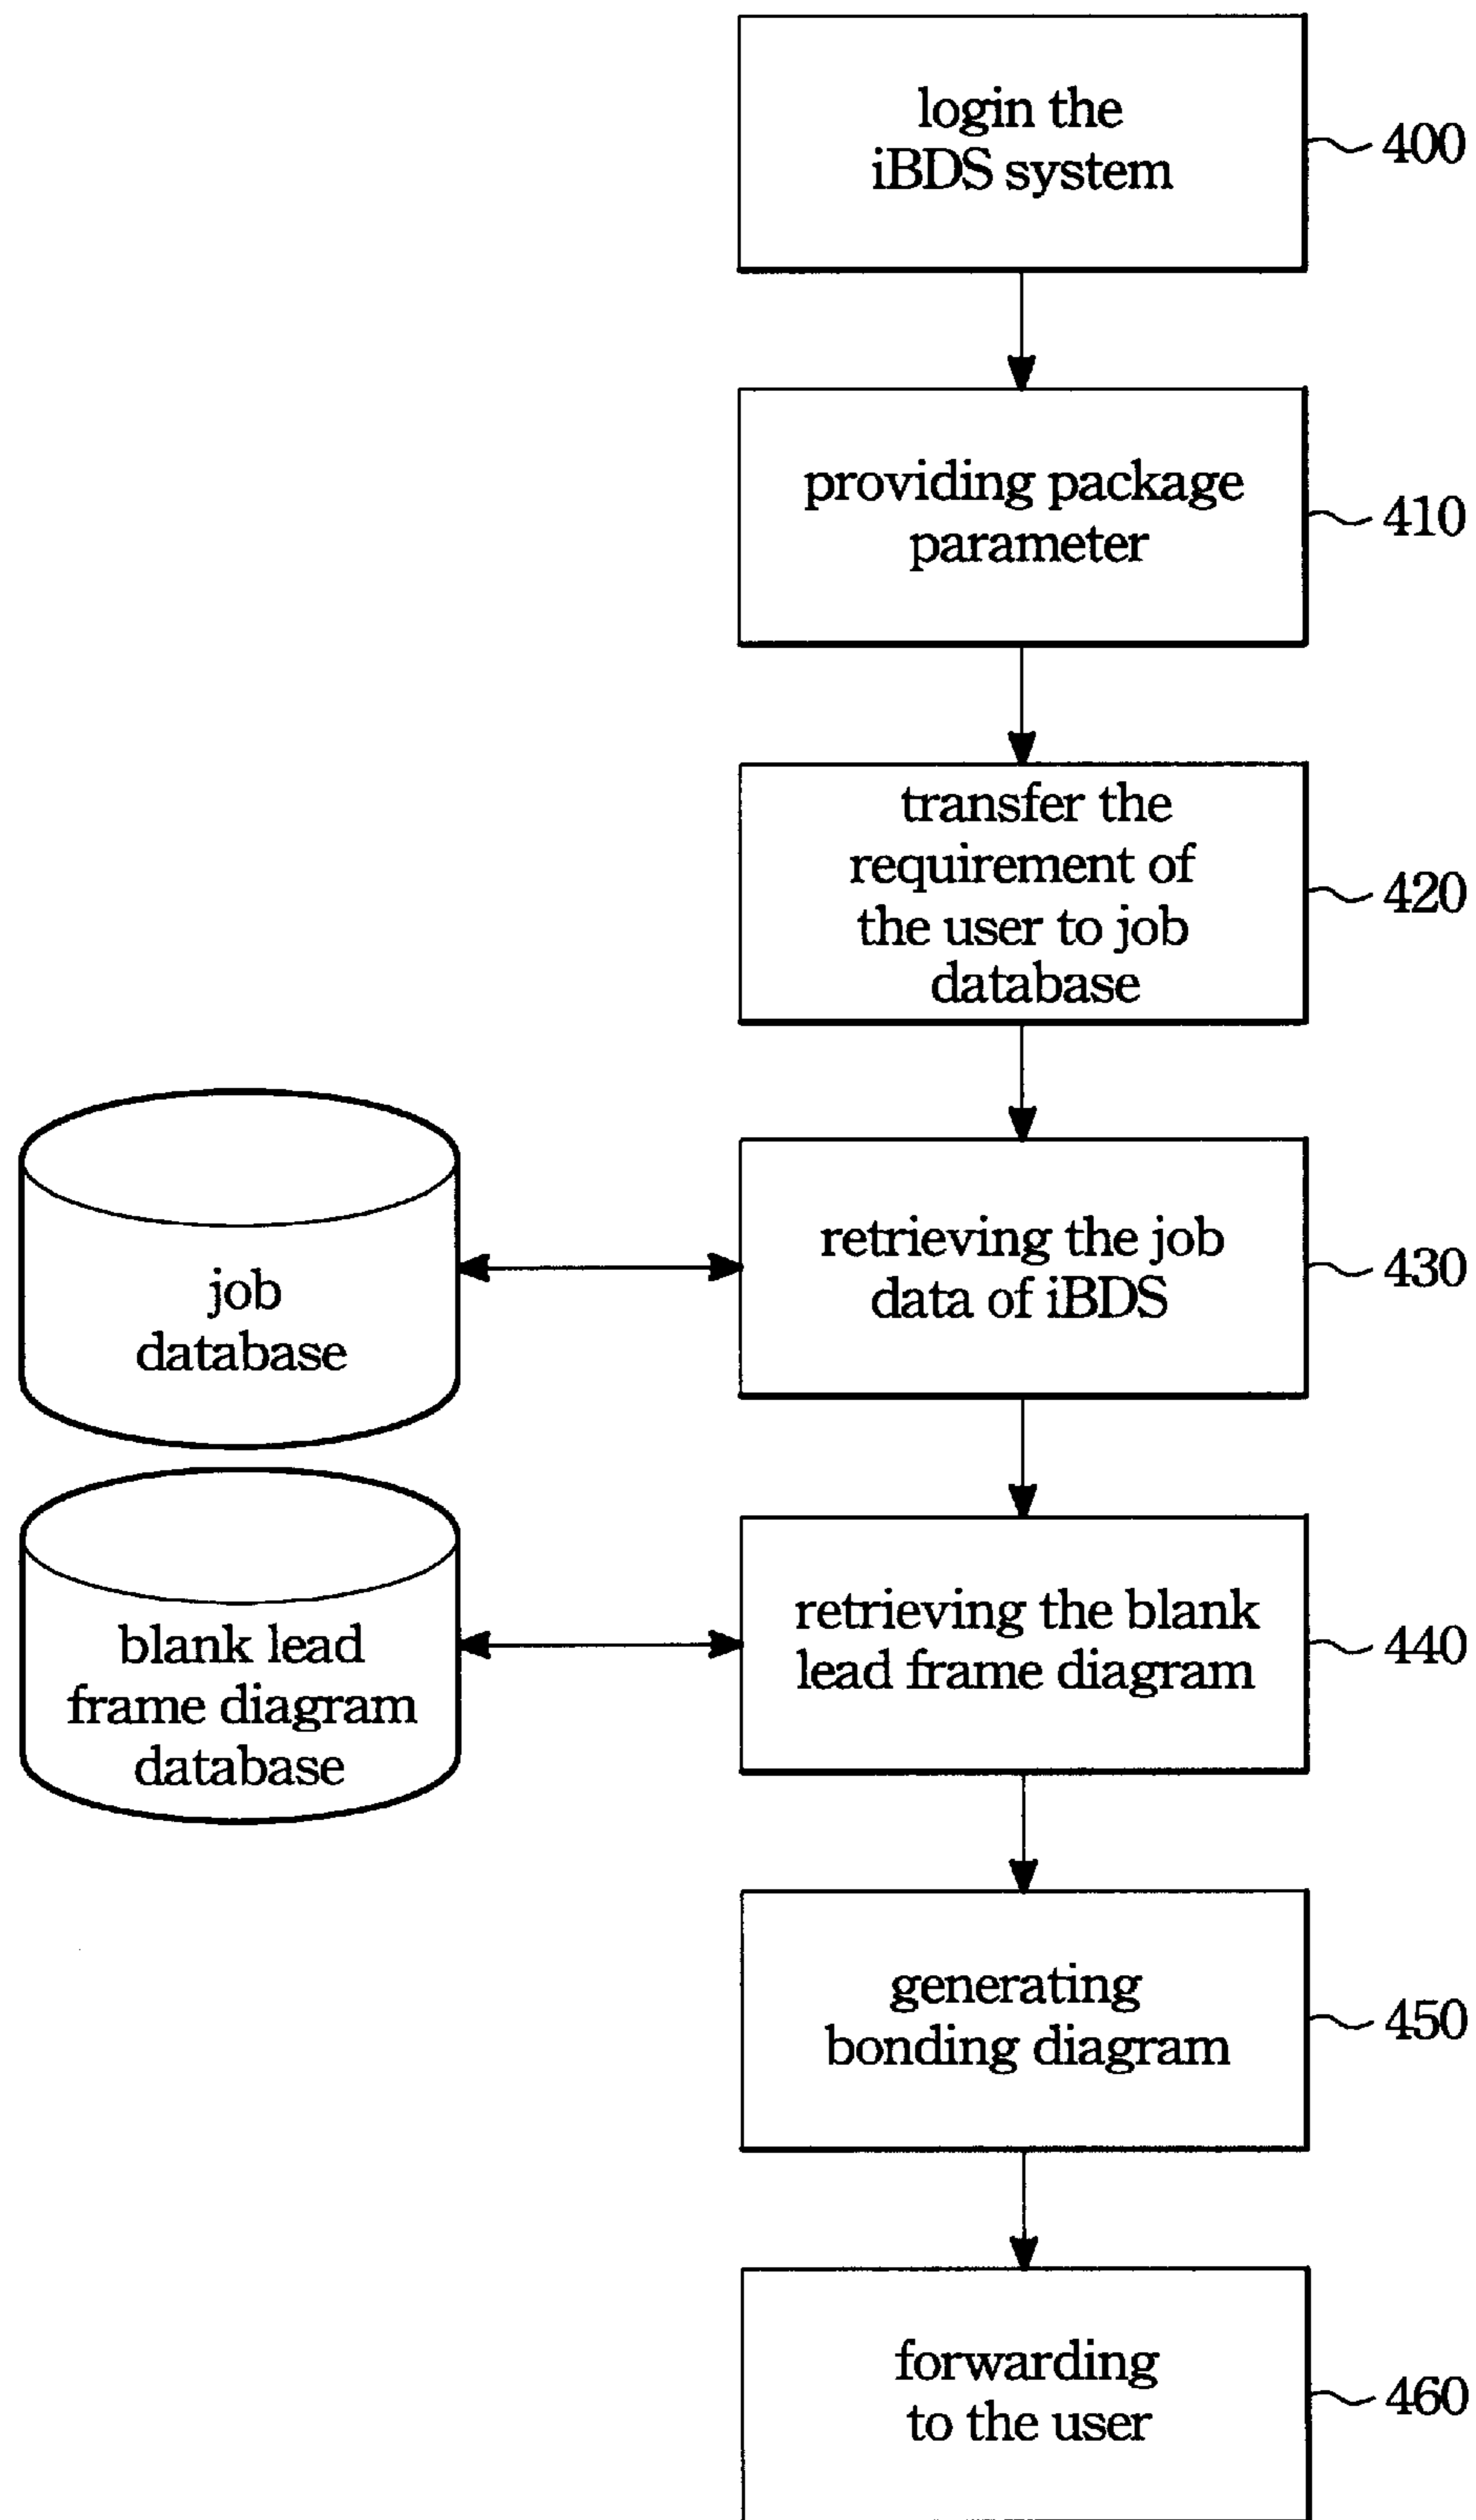 login the
iBDS system
400
providing package
parameter
410
transfer the
requirement of
the user to job
database
420
job
database
retrieving the job
data of iBDS
430
blank lead
frame diagram
database
retrieving the blank
lead frame diagram
440
generating
bonding diagram
450
forwarding
to the user
460